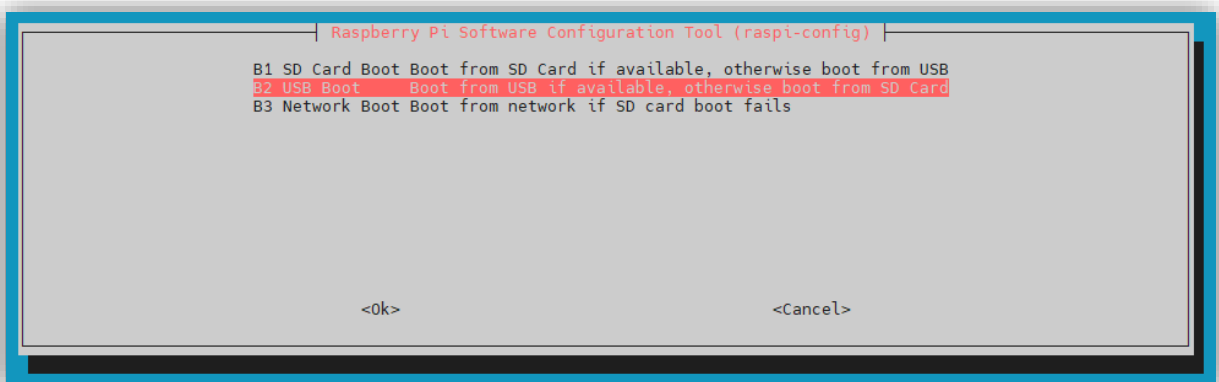 Raspberry Pi Software Configuration Tool (raspi-config)
B1 SD Card Boot Boot from SD Card if available, otherwise boot from USB
B2 USB Boot Boot from USB if available, otherwise boot from SD Card
B3 Network Boot Boot from network if SD card boot fails
<Ok> <Cancel>